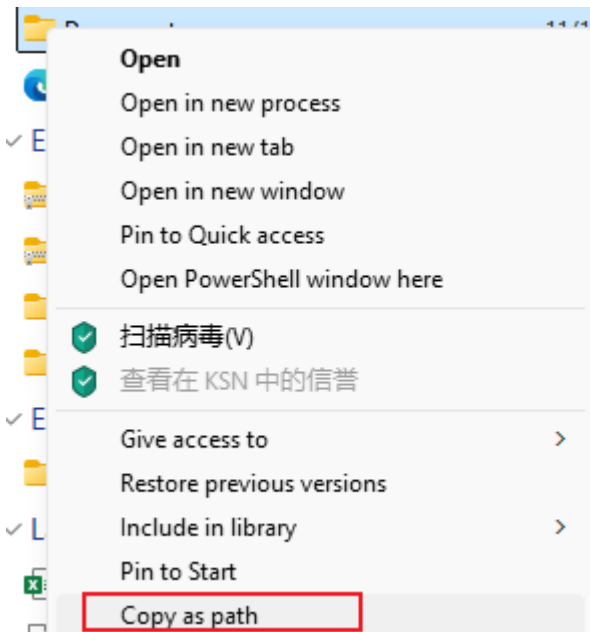 11/1
Open
Open in new process
E
Open in new tab
Open in new window
Pin to Quick access
Open PowerShell window here
扫描病毒(V)
查看在 KSN 中的信誉
E
Give access to
Restore previous versions
L
Include in library
Pin to Start
Copy as path